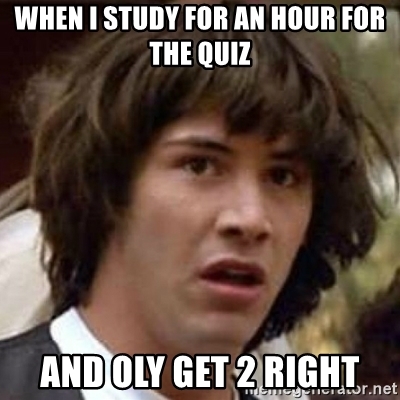 WHEN I STUDY FOR AN HOUR FOR
THE QUIZ
AND OLY GET 2 RIGHT
memegenerator.net